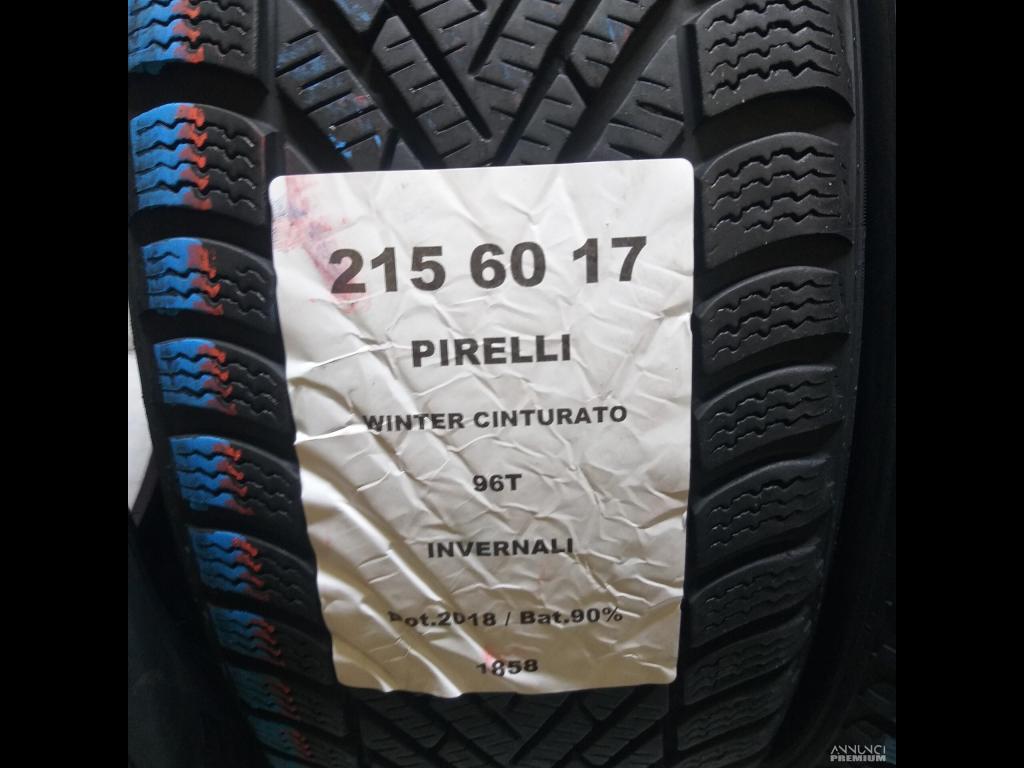 215 60 17
PIRELLI
WINTER CINTURATO
96T
INVERNALI
Dot.2018 / Bat.90%
1858
ANNUNCI
PREMIUM